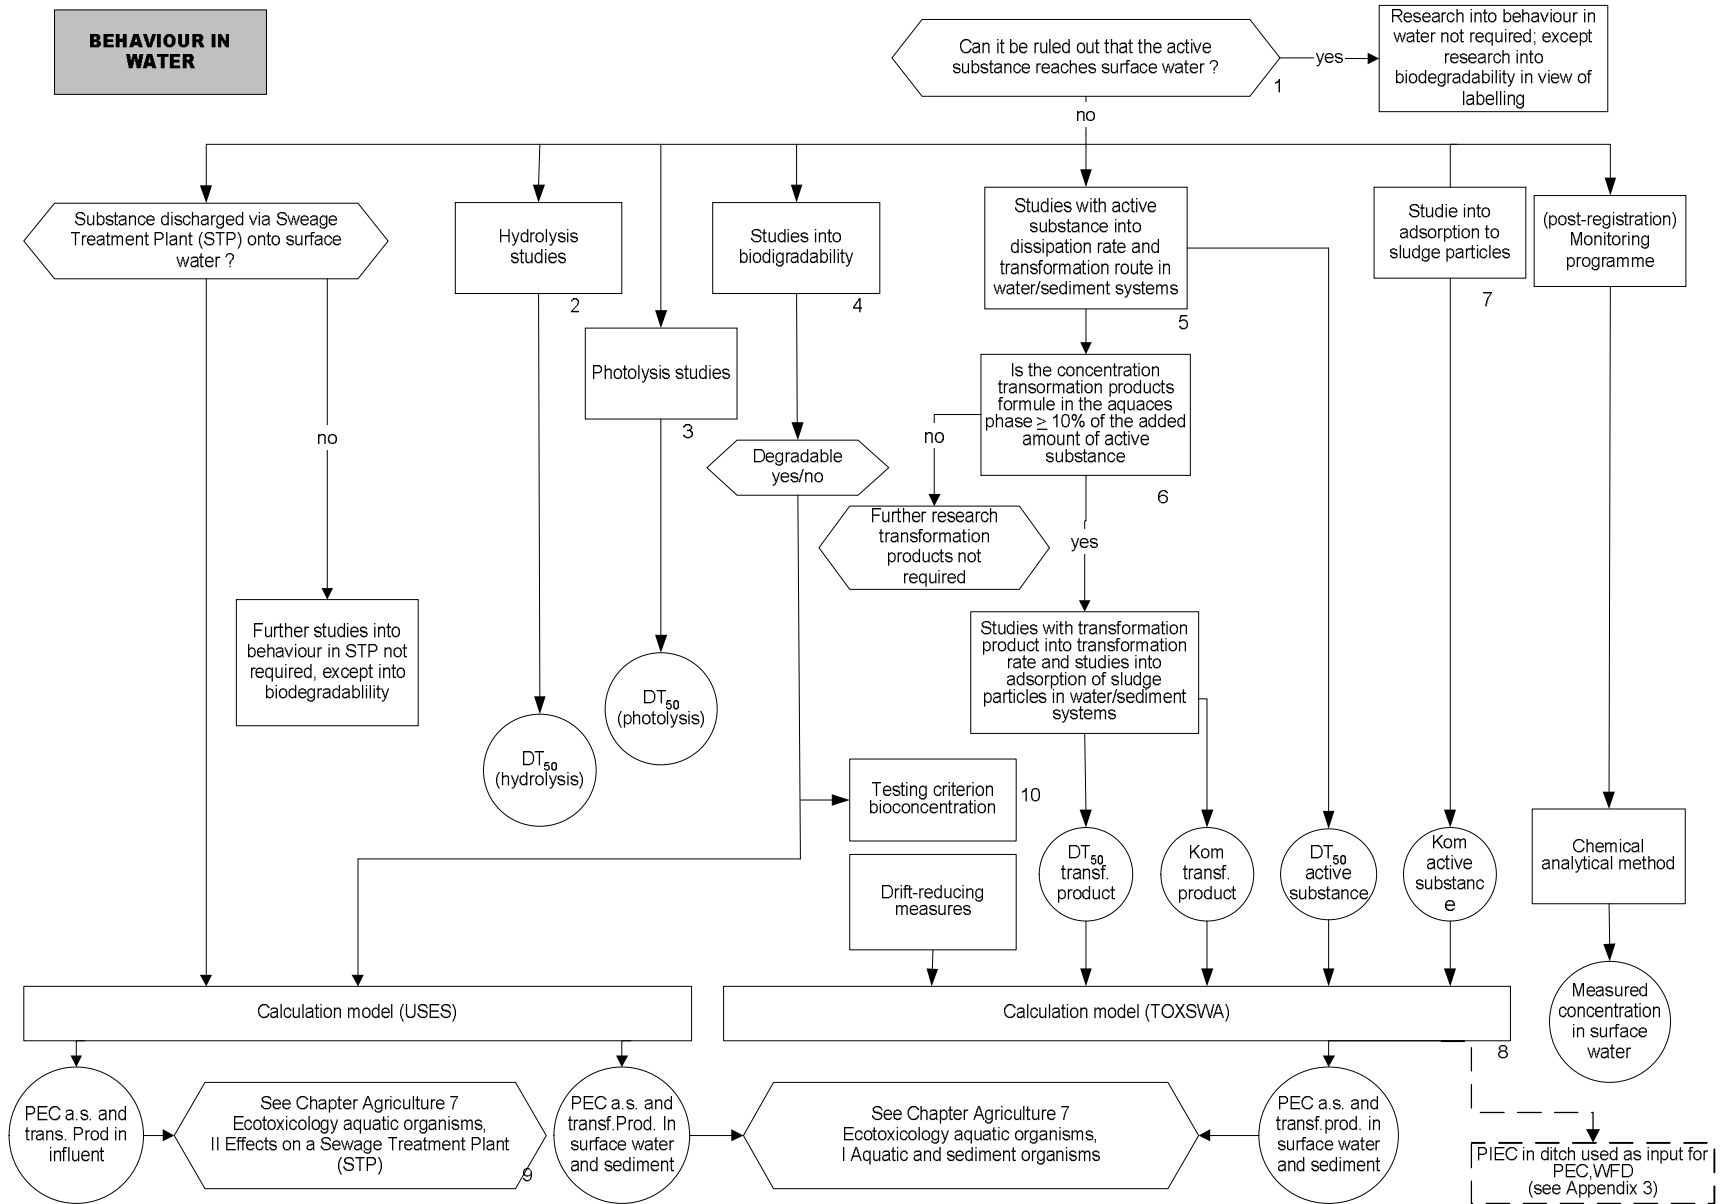 BEHAVIOUR IN
WATER
Can it be ruled out that the active
substance reaches surface water ?
1
yes
Research into behaviour in
water not required; except
research into
biodegradability in view of
labelling
no
Substance discharged via Sweage
Treatment Plant (STP) onto surface
water ?
Hydrolysis
studies
2
Studies into
biodigradability
4
Studies with active
substance into
dissipation rate and
transformation route in
water/sediment systems
5
Studie into
adsorption to
sludge particles
7
(post-registration)
Monitoring
programme
Photolysis studies
3
Is the concentration
transormation products
formule in the aquaces
phase ≥ 10% of the added
amount of active
substance
6
no
no
Degradable
yes/no
Further research
transformation
products not
required
yes
Further studies into
behaviour in STP not
required, except into
biodegradablility
Studies with transformation
product into transformation
rate and studies into
adsorption of sludge
particles in water/sediment
systems
DT50
(photolysis)
DT50
(hydrolysis)
Testing criterion
bioconcentration
10
Drift-reducing
measures
DT50
transf.
product
Kom
transf.
product
DT50
active
substance
Kom
active
substanc
e
Chemical
analytical method
Calculation model (USES)
Calculation model (TOXSWA)
8
Measured
concentration
in surface
water
PEC a.s. and
trans. Prod in
influent
See Chapter Agriculture 7
Ecotoxicology aquatic organisms,
II Effects on a Sewage Treatment Plant
(STP)
9
PEC a.s. and
transf.Prod. In
surface water
and sediment
See Chapter Agriculture 7
Ecotoxicology aquatic organisms,
I Aquatic and sediment organisms
PEC a.s. and
transf.prod. in
surface water
and sediment
PIEC in ditch used as input for
PEC,WFD
(see Appendix 3)